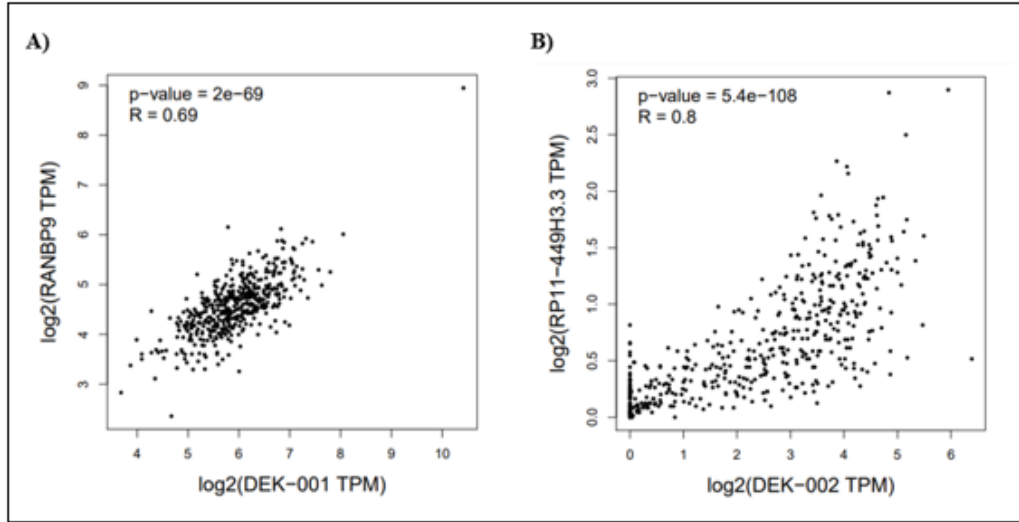 A)
p-value = 2e−69
R = 0.69
log2(RANBP9 TPM)
9
8
7
6
5
4
3
4 5 6 7 8 9 10
log2(DEK−001 TPM)
B)
p-value = 5.4e−108
R = 0.8
log2(RP11−449H3.3 TPM)
3.0
2.5
2.0
1.5
1.0
0.5
0.0
0 1 2 3 4 5 6
log2(DEK−002 TPM)